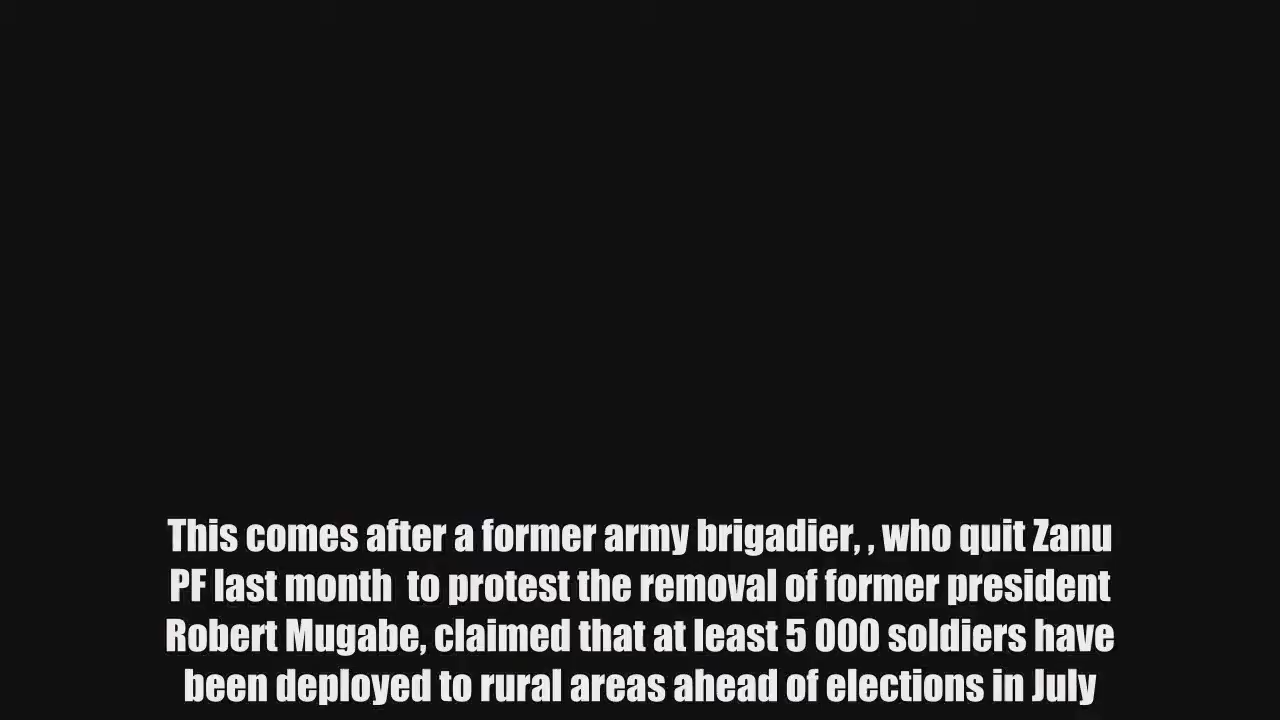 This comes after a former army brigadier, , who quit Zanu
PF last month  to protest the removal of former president
Robert Mugabe, claimed that at least 5 000 soldiers have
been deployed to rural areas ahead of elections in July